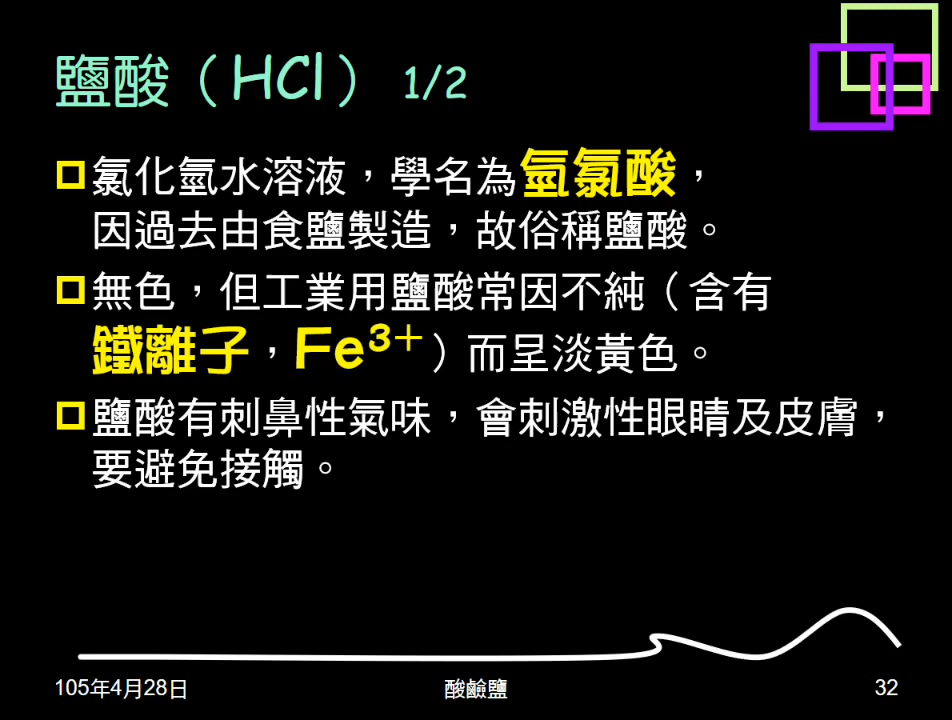 鹽酸（HCl） 1/2
氯化氫水溶液，學名為氫氯酸，
因過去由食鹽製造，故俗稱鹽酸。
無色，但工業用鹽酸常因不純（含有
鐵離子，Fe³⁺）而呈淡黃色。
鹽酸有刺鼻性氣味，會刺激性眼睛及皮膚，
要避免接觸。
105年4月28日
酸鹼鹽
32